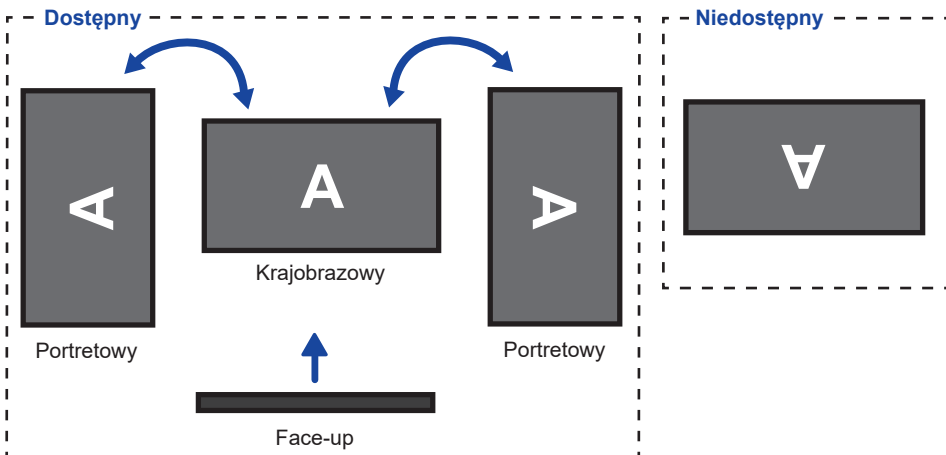 Dostępny
Niedostępny
A
A
A
A
Krajobrazowy
Portretowy
Portretowy
Face-up